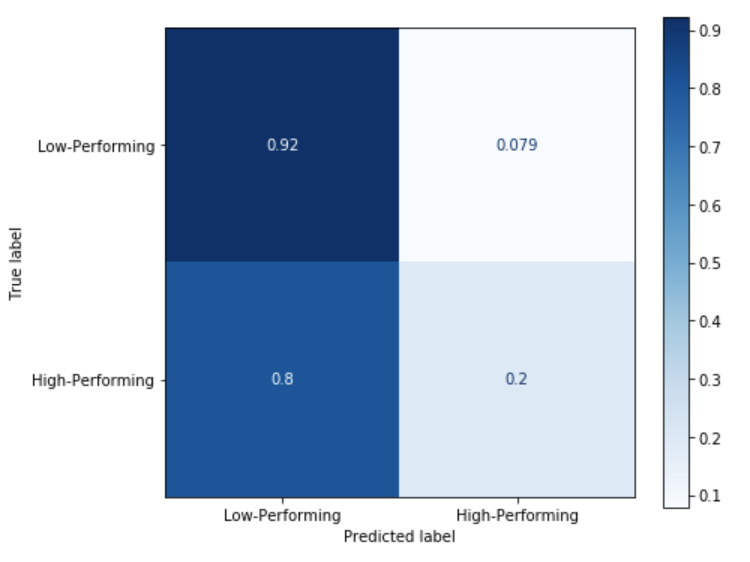 0.9
0.8
Low-Performing
0.92
0.079
0.7
0.6
True label
0.5
0.4
High-Performing
0.8
0.2
0.3
0.2
0.1
Low-Performing
High-Performing
Predicted label